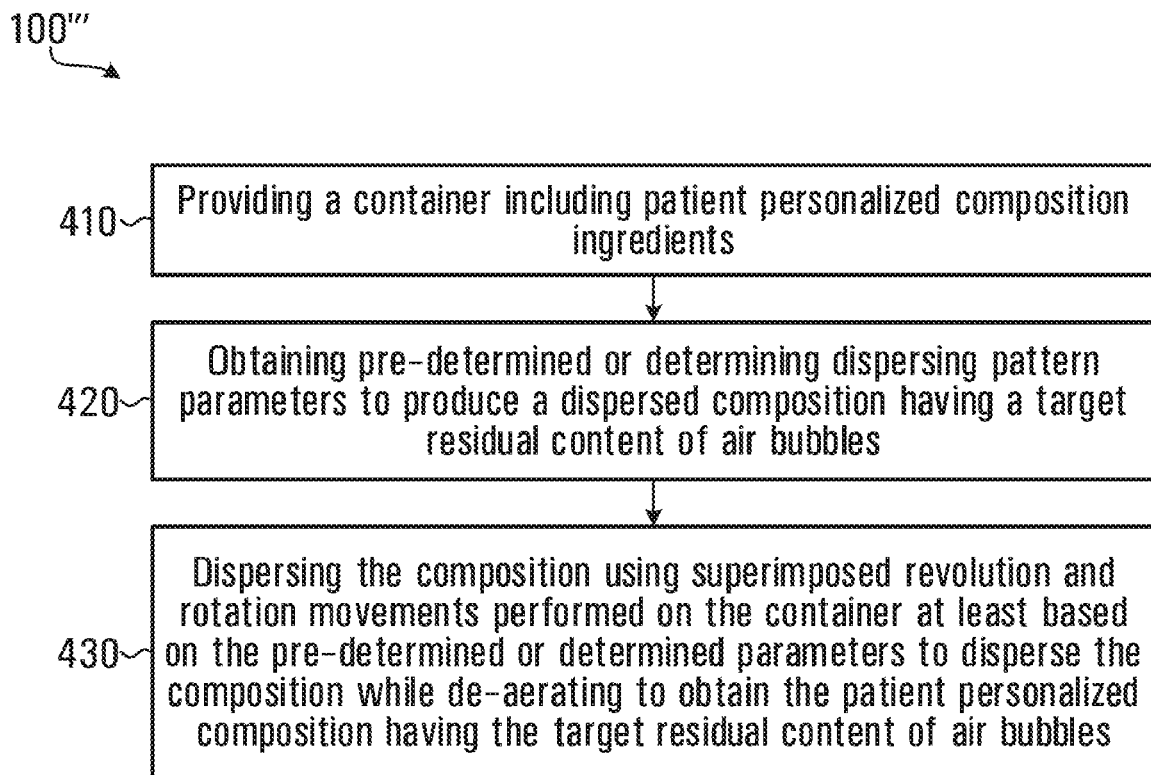 100'''
410
Providing a container including patient personalized composition
ingredients
420
Obtaining pre-determined or determining dispersing pattern
parameters to produce a dispersed composition having a target
residual content of air bubbles
430
Dispersing the composition using superimposed revolution and
rotation movements performed on the container at least based
on the pre-determined or determined parameters to disperse the
composition while de-aerating to obtain the patient personalized
composition having the target residual content of air bubbles